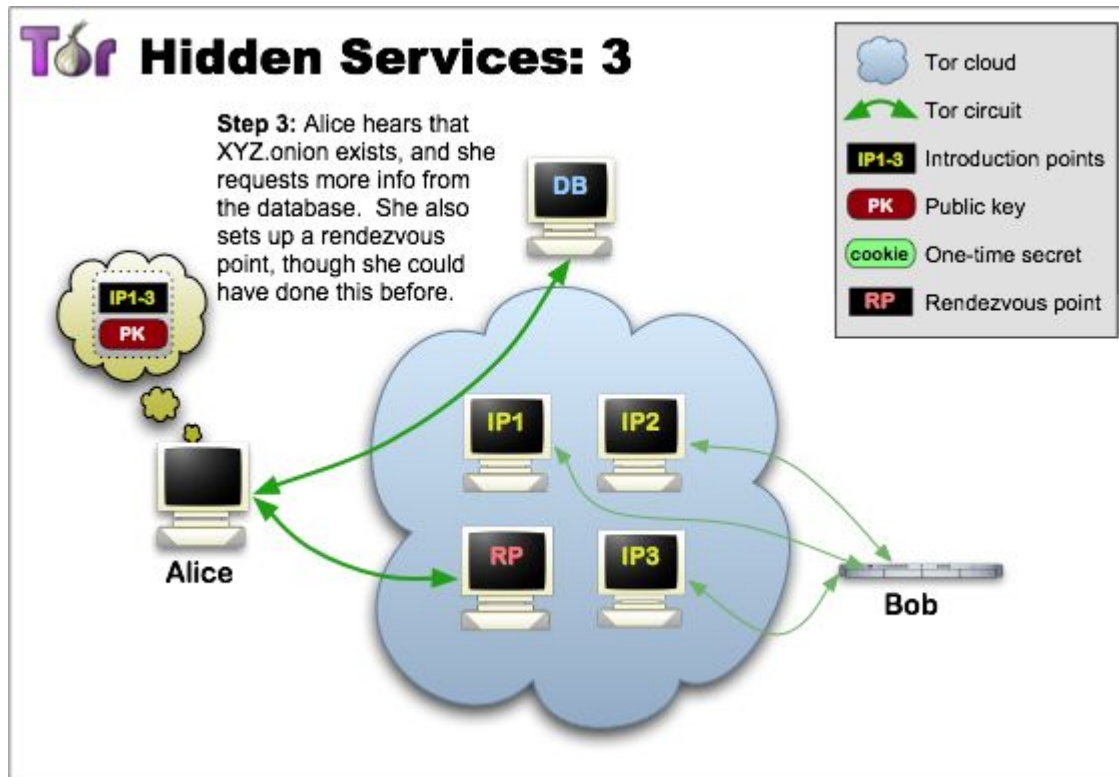 Tor Hidden Services: 3
Step 3: Alice hears that
XYZ.onion exists, and she
requests more info from
the database. She also
sets up a rendezvous
point, though she could
have done this before.
Tor cloud
Tor circuit
IP1-3 Introduction points
PK Public key
cookie One-time secret
RP Rendezvous point
DB
IP1-3
PK
IP1
IP2
RP
IP3
Alice
Bob